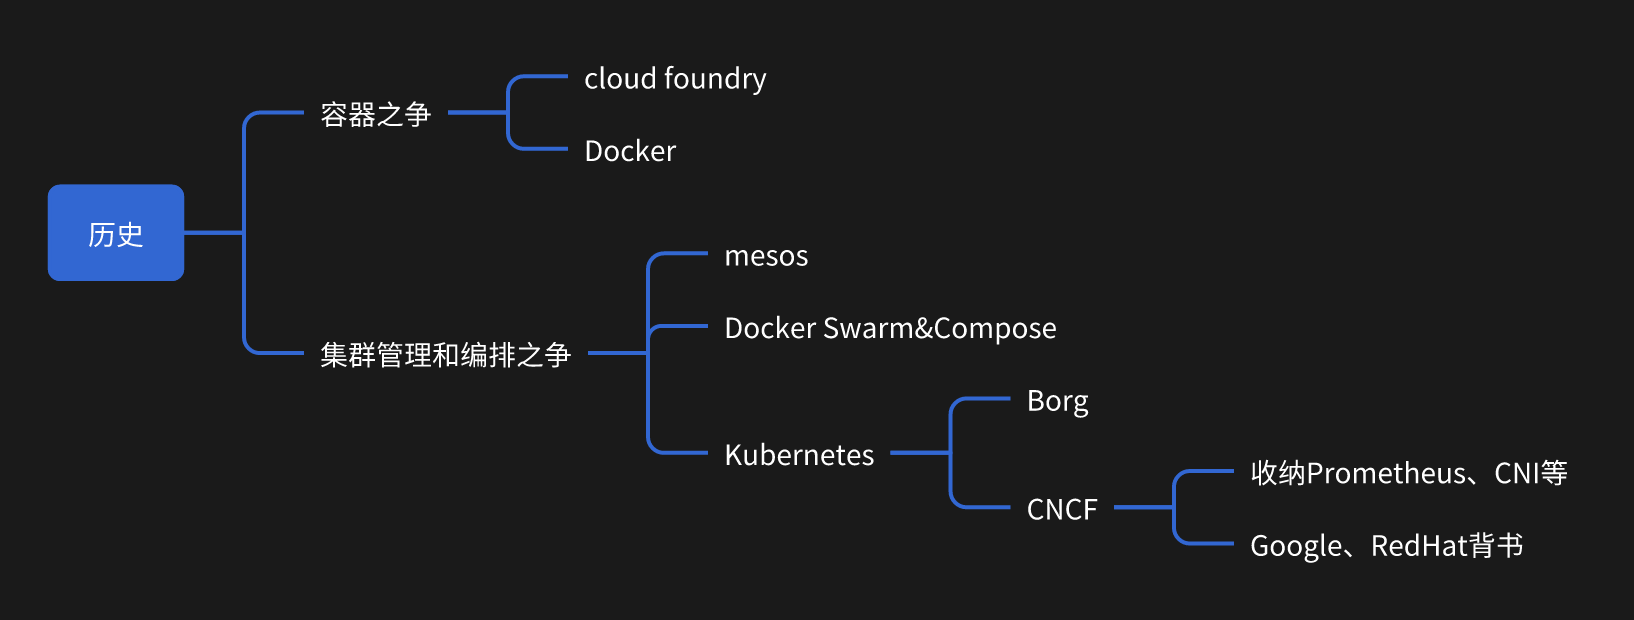 历史
容器之争
cloud foundry
Docker
集群管理和编排之争
mesos
Docker Swarm&Compose
Kubernetes
Borg
CNCF
收纳Prometheus、CNI等
Google、RedHat背书